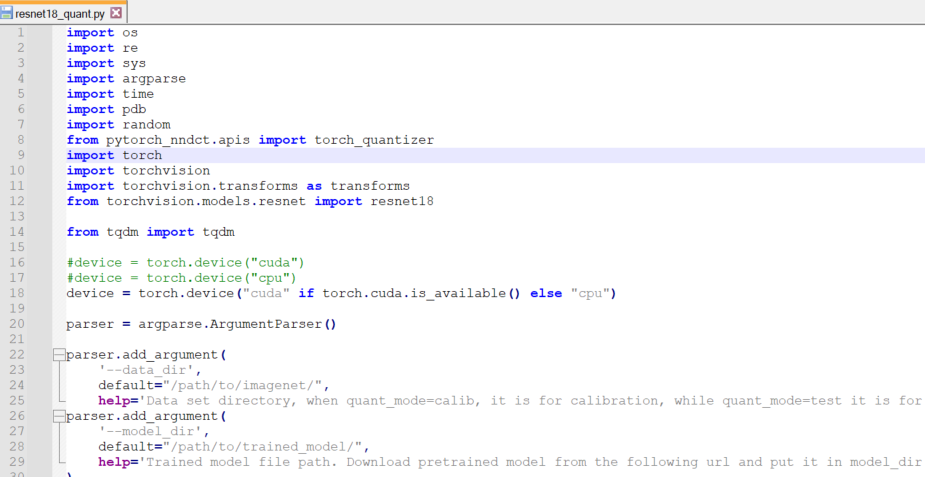 resnet18_quant.py
1 import os
2 import re
3 import sys
4 import argparse
5 import time
6 import pdb
7 import random
8 from pytorch_nndct.apis import torch_quantizer
9 import torch
10 import torchvision
11 import torchvision.transforms as transforms
12 from torchvision.models.resnet import resnet18
13
14 from tqdm import tqdm
15
16 #device = torch.device("cuda")
17 #device = torch.device("cpu")
18 device = torch.device("cuda" if torch.cuda.is_available() else "cpu")
19
20 parser = argparse.ArgumentParser()
21
22 parser.add_argument(
23     '--data_dir',
24     default="/path/to/imagenet/",
25     help='Data set directory, when quant_mode=calib, it is for calibration, while quant_mode=test it is for
26 parser.add_argument(
27     '--model_dir',
28     default="/path/to/trained_model/",
29     help='Trained model file path. Download pretrained model from the following url and put it in model_dir
30 )